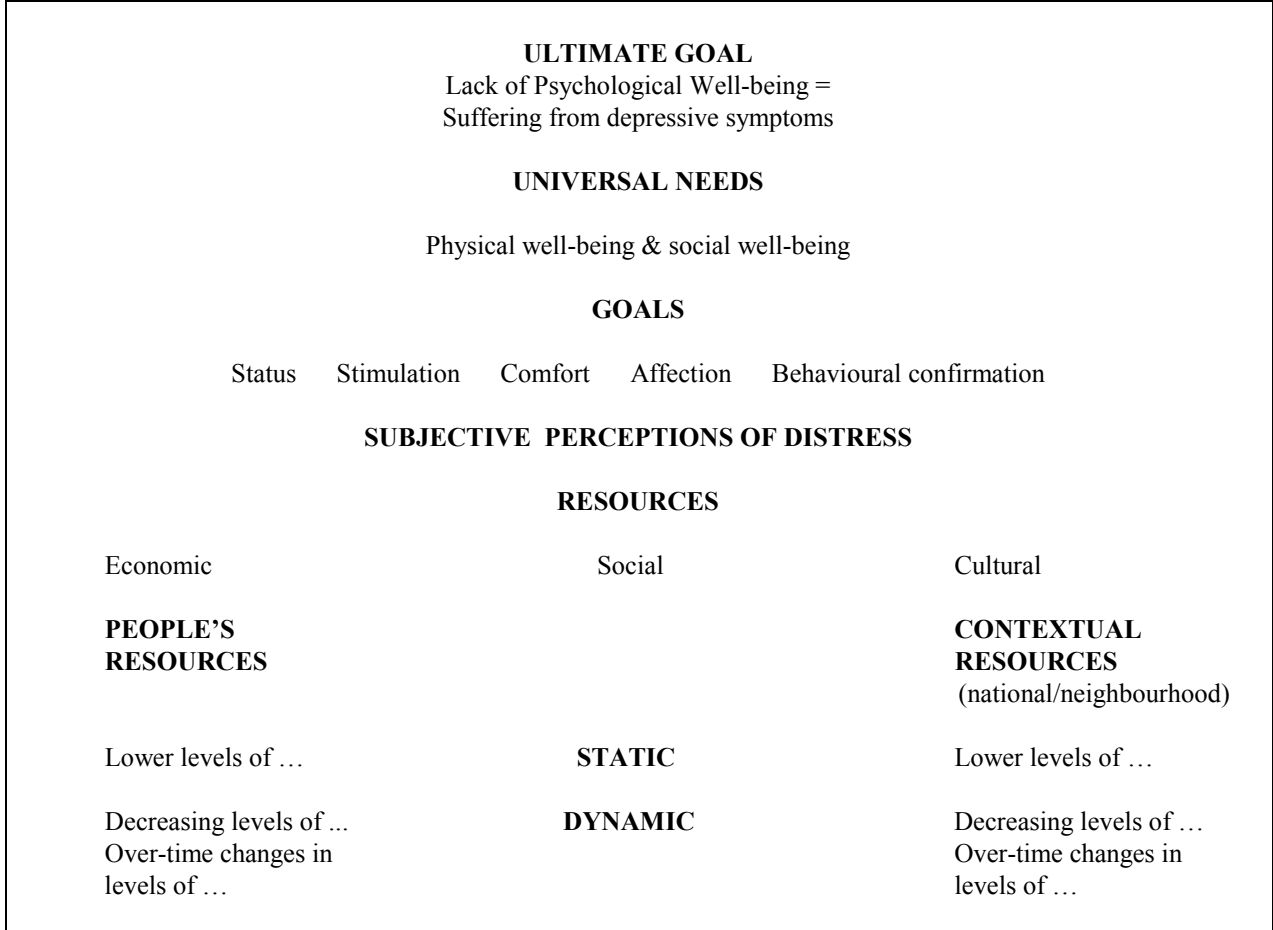 ULTIMATE GOAL
Lack of Psychological Well-being =
Suffering from depressive symptoms
UNIVERSAL NEEDS
Physical well-being & social well-being
GOALS
Status Stimulation Comfort Affection Behavioural confirmation
SUBJECTIVE PERCEPTIONS OF DISTRESS
RESOURCES
Economic Social Cultural
PEOPLE’S CONTEXTUAL
RESOURCES RESOURCES
(national/neighbourhood)
Lower levels of … STATIC Lower levels of …
Decreasing levels of ... DYNAMIC Decreasing levels of …
Over-time changes in Over-time changes in
levels of … levels of …